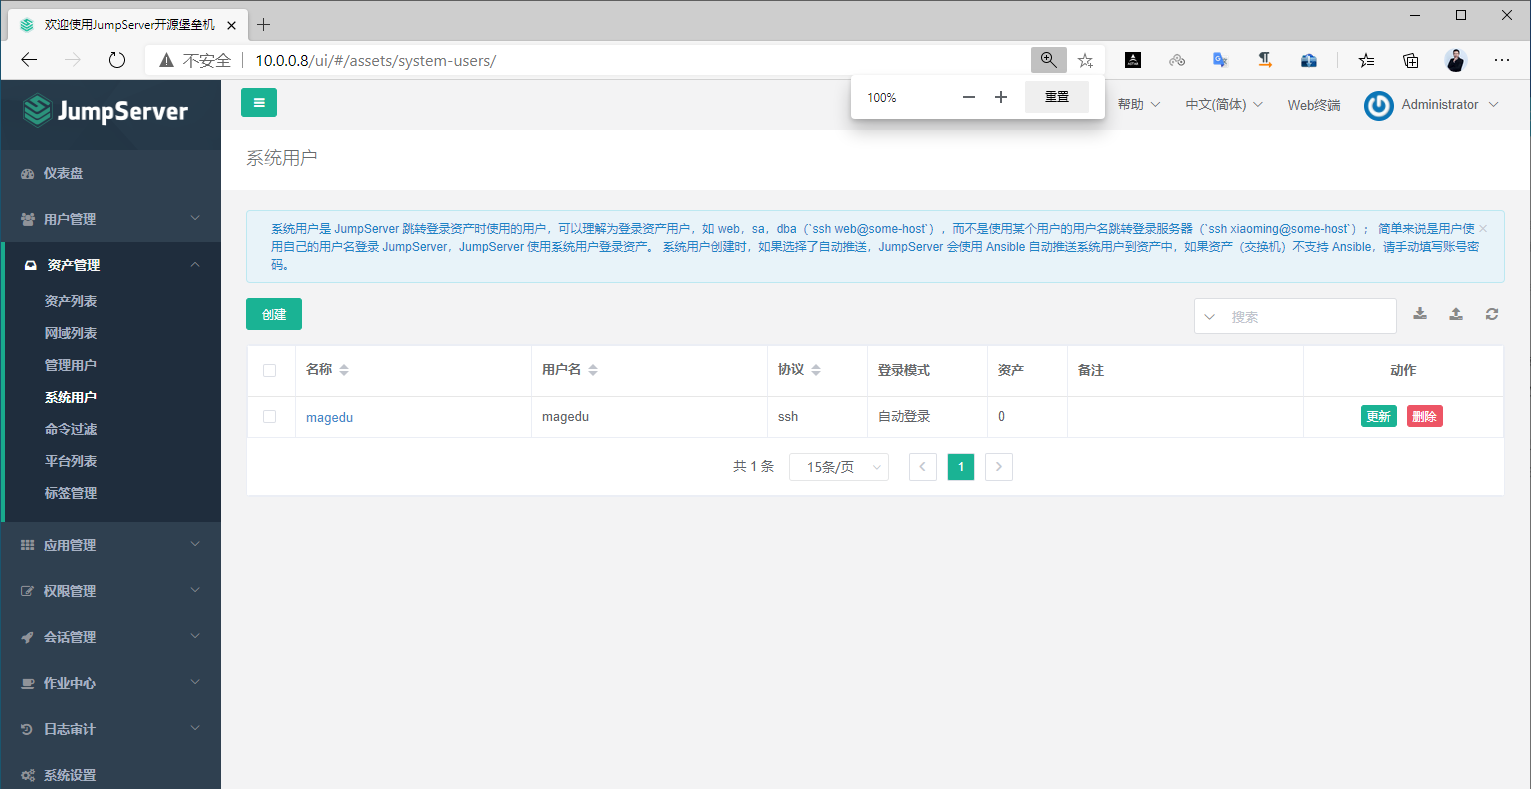 欢迎使用JumpServer开源堡垒机
不安全
10.0.0.8/ui/#/assets/system-users/
100%
重置
JumpServer
帮助
中文(简体)
Web终端
Administrator
系统用户
仪表盘
用户管理
资产管理
资产列表
网域列表
管理用户
系统用户
命令过滤
平台列表
标签管理
应用管理
权限管理
会话管理
作业中心
日志审计
系统设置
系统用户是 JumpServer 跳转登录资产时使用的用户，可以理解为登录资产用户，如 web，sa，dba（`ssh web@some-host`），而不是使用某个用户的用户名跳转登录服务器（`ssh xiaoming@some-host`）； 简单来说是用户使
用自己的用户名登录 JumpServer，JumpServer 使用系统用户登录资产。 系统用户创建时，如果选择了自动推送，JumpServer 会使用 Ansible 自动推送系统用户到资产中，如果资产（交换机）不支持 Ansible，请手动填写账号密
码。
创建
搜索
名称 用户名 协议 登录模式 资产 备注 动作
magedu magedu ssh 自动登录 0 更新 删除
共 1 条 15条/页 1